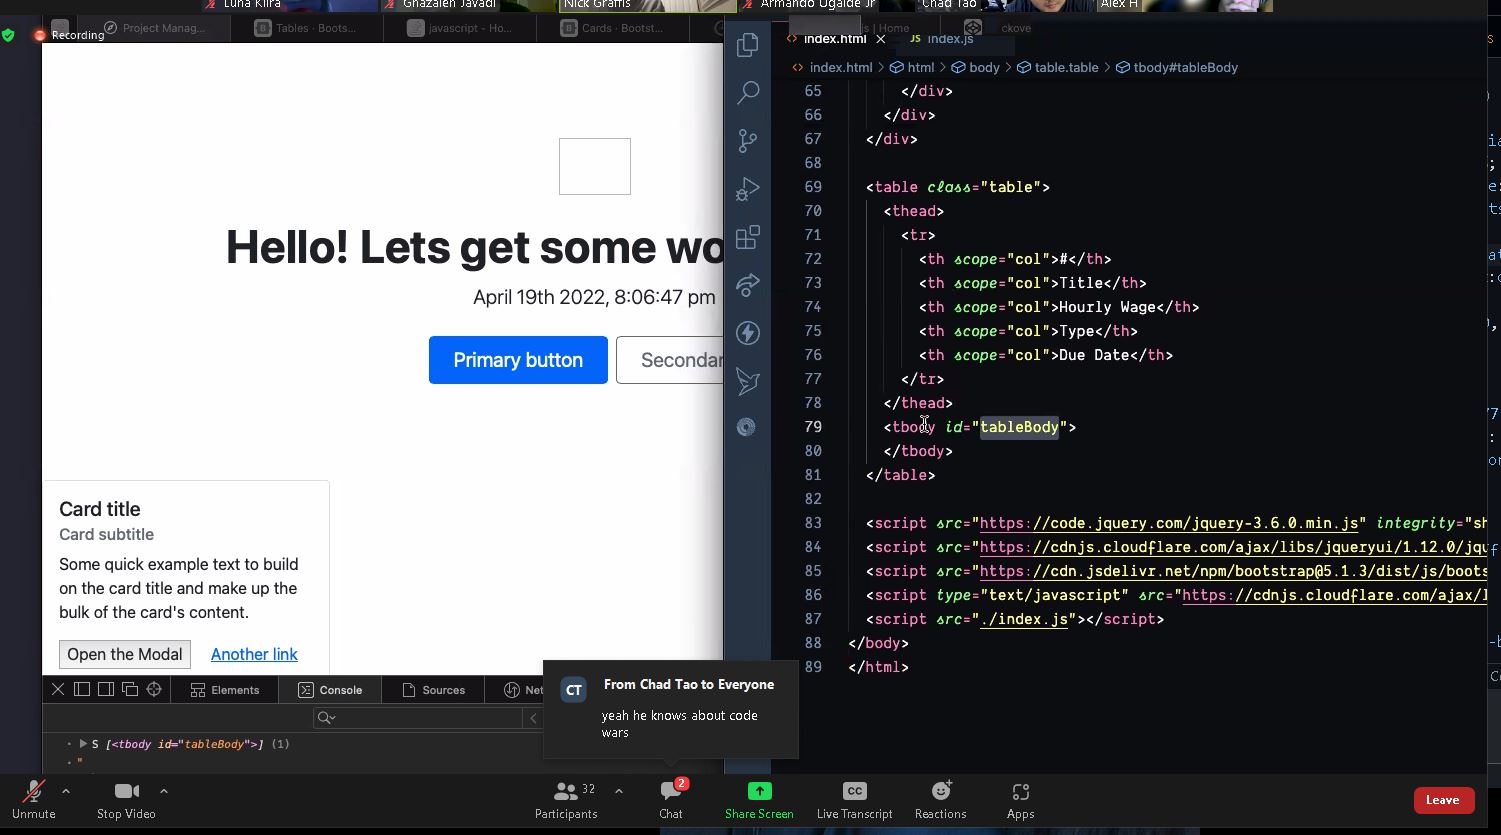 Luna Kiira
Ghazaleh Javadi
Nick Graffis
Armando Ugalde Jr
Chad Tao
Alex H
Recording
Project Manag...
Tables · Boots...
javascript - Ho...
Cards · Bootst...
s | Home
ckove
Hello! Lets get some wo
April 19th 2022, 8:06:47 pm
Primary button
Secondar
Card title
Card subtitle
Some quick example text to build
on the card title and make up the
bulk of the card's content.
Open the Modal
Another link
Elements
Console
Sources
Net
S [<tbody id="tableBody">] (1)
"
index.html
JS index.js
index.html > html > body > table.table > tbody#tableBody
65 </div>
66 </div>
67 </div>
68
69 <table class="table">
70 <thead>
71 <tr>
72 <th scope="col">#</th>
73 <th scope="col">Title</th>
74 <th scope="col">Hourly Wage</th>
75 <th scope="col">Type</th>
76 <th scope="col">Due Date</th>
77 </tr>
78 </thead>
79 <tbody id="tableBody">
80 </tbody>
81 </table>
82
83 <script src="https://code.jquery.com/jquery-3.6.0.min.js" integrity="sh
84 <script src="https://cdnjs.cloudflare.com/ajax/libs/jqueryui/1.12.0/jqu
85 <script src="https://cdn.jsdelivr.net/npm/bootstrap@5.1.3/dist/js/boots
86 <script type="text/javascript" src="https://cdnjs.cloudflare.com/ajax/l
87 <script src="./index.js"></script>
88 </body>
89 </html>
CT
From Chad Tao to Everyone
yeah he knows about code
wars
Unmute
Stop Video
32
Participants
2
Chat
Share Screen
CC
Live Transcript
Reactions
Apps
Leave